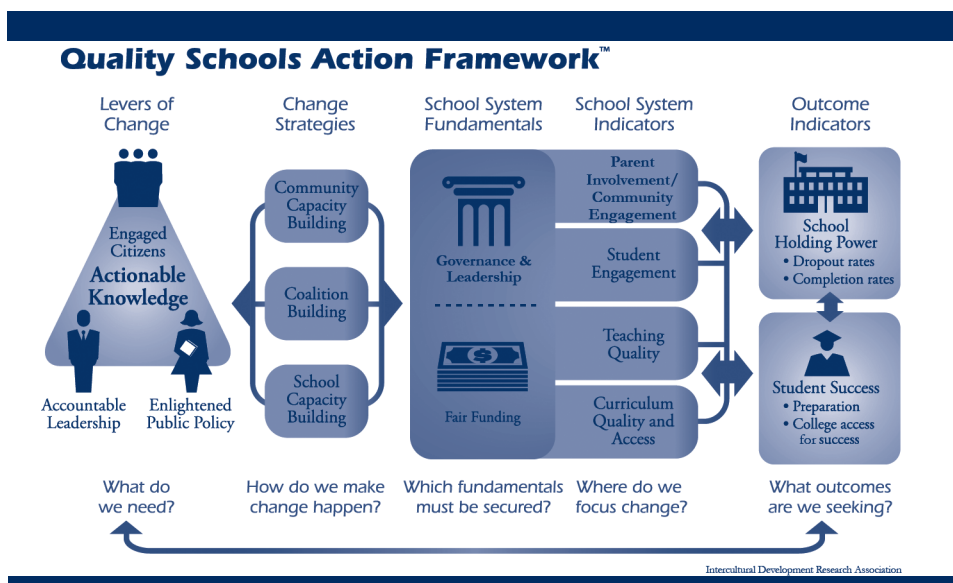 Quality Schools Action Framework™
Levers of
Change
Change
Strategies
School System
Fundamentals
School System
Indicators
Outcome
Indicators
Engaged
Citizens
Actionable
Knowledge
Accountable
Leadership
Enlightened
Public Policy
Community
Capacity
Building
Coalition
Building
School
Capacity
Building
Governance &
Leadership
$
Fair Funding
Parent
Involvement/
Community
Engagement
Student
Engagement
Teaching
Quality
Curriculum
Quality and
Access
School
Holding Power
• Dropout rates
• Completion rates
Student Success
• Preparation
• College access
for success
What do
we need?
How do we make
change happen?
Which fundamentals
must be secured?
Where do we
focus change?
What outcomes
are we seeking?
Intercultural Development Research Association